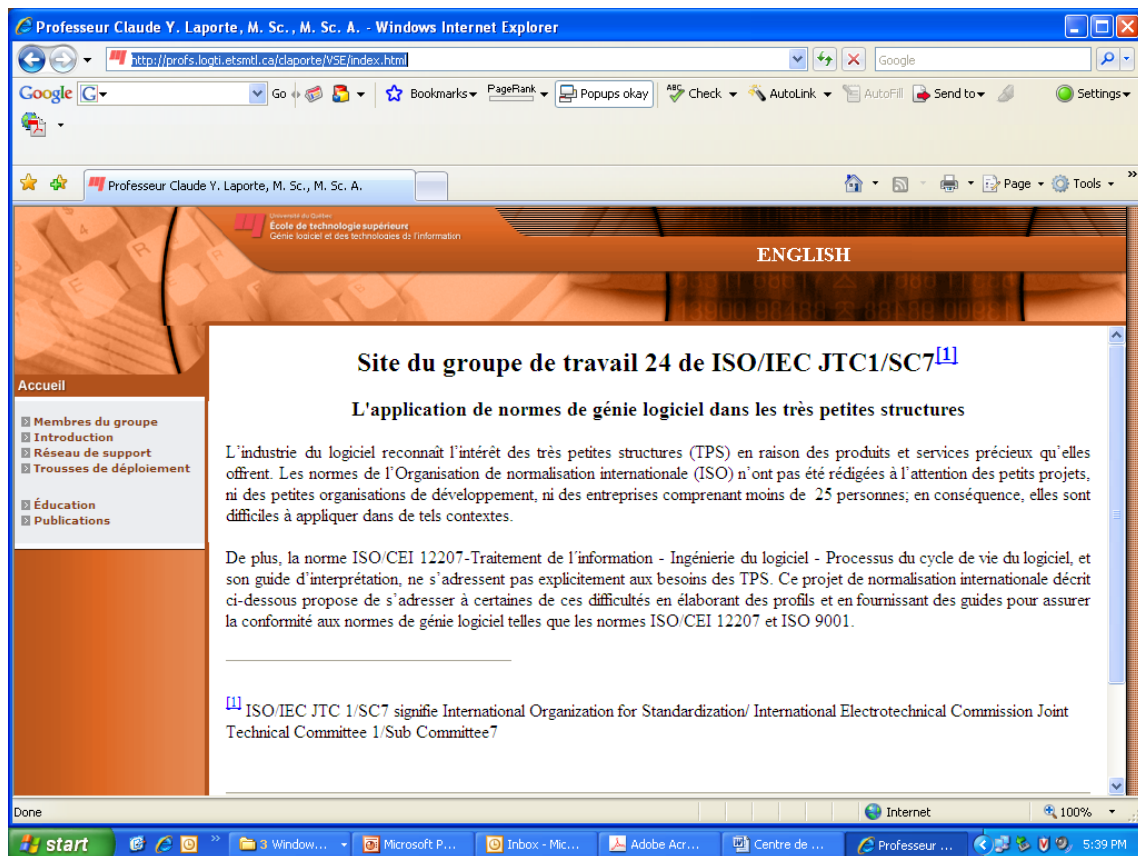 Professeur Claude Y. Laporte, M. Sc., M. Sc. A. - Windows Internet Explorer
http://profs.logti.etsmtl.ca/claporte/VSE/index.html
Google
Google
Go
Bookmarks
PageRank
Popups okay
ABC
Check
AutoLink
AutoFill
Send to
Settings
Professeur Claude Y. Laporte, M. Sc., M. Sc. A.
Page
Tools
Université du Québec
École de technologie supérieure
Génie logiciel et des technologies de l'information
ENGLISH
Site du groupe de travail 24 de ISO/IEC JTC1/SC7[1]
Accueil
L'application de normes de génie logiciel dans les très petites structures
Membres du groupe
Introduction
Réseau de support
Trousses de déploiement
Éducation
Publications
L'industrie du logiciel reconnaît l'intérêt des très petites structures (TPS) en raison des produits et services précieux qu'elles
offrent. Les normes de l'Organisation de normalisation internationale (ISO) n'ont pas été rédigées à l'attention des petits projets,
ni des petites organisations de développement, ni des entreprises comprenant moins de 25 personnes; en conséquence, elles sont
difficiles à appliquer dans de tels contextes.
De plus, la norme ISO/CEI 12207-Traitement de l'information - Ingénierie du logiciel - Processus du cycle de vie du logiciel, et
son guide d'interprétation, ne s'adressent pas explicitement aux besoins des TPS. Ce projet de normalisation internationale décrit
ci-dessous propose de s'adresser à certaines de ces difficultés en élaborant des profils et en fournissant des guides pour assurer
la conformité aux normes de génie logiciel telles que les normes ISO/CEI 12207 et ISO 9001.
[1] ISO/IEC JTC 1/SC7 signifie International Organization for Standardization/ International Electrotechnical Commission Joint
Technical Committee 1/Sub Committee7
Done
Internet
100%
start
3 Window...
Microsoft P...
Inbox - Mic...
Adobe Acr...
Centre de ...
Professeur ...
5:39 PM